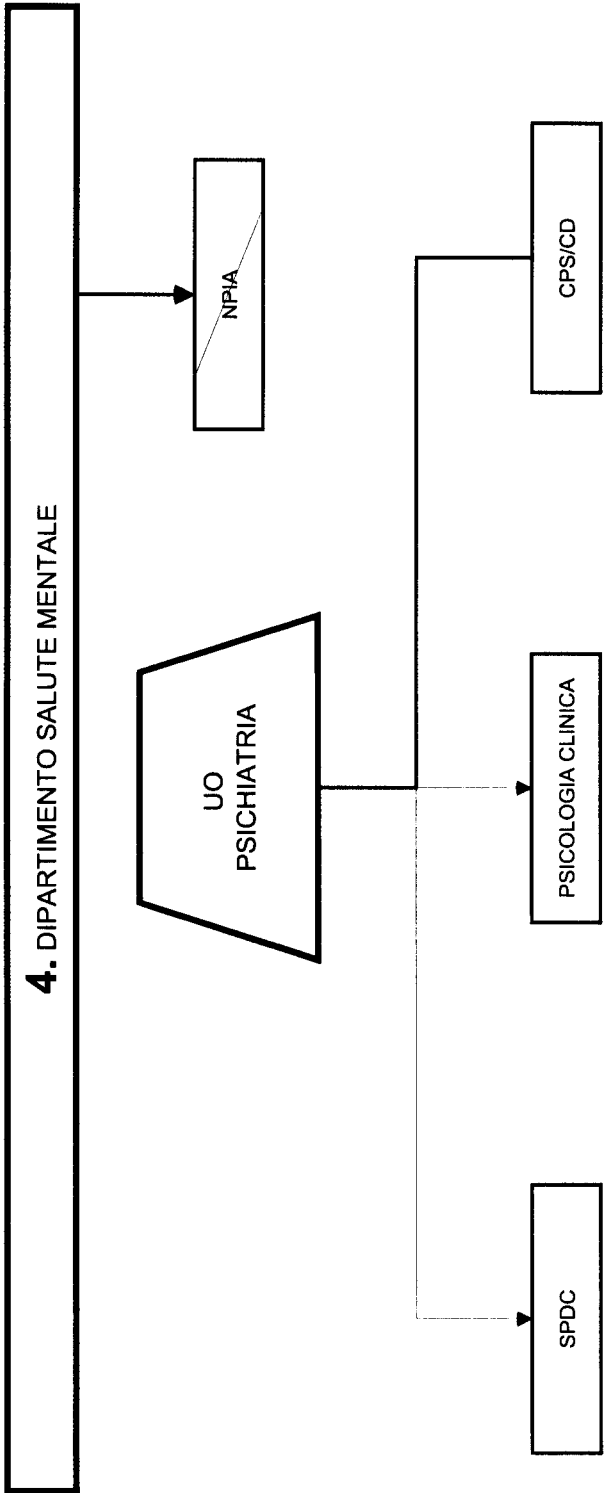 4. DIPARTIMENTO SALUTE MENTALE
NPIA
UO
PSICHIATRIA
SPDC
PSICOLOGIA CLINICA
CPS/CD